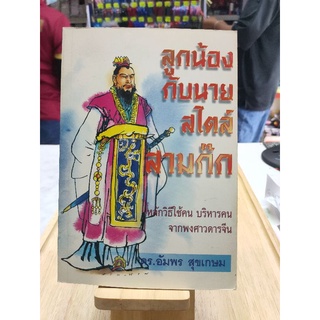 ลูกน้อง
กับนาย
สไตล์
สามก๊ก
หลักวิธีใช้คน บริหารคน
จากพงศาวดารจีน
ดร.อัมพร สุขเกษม